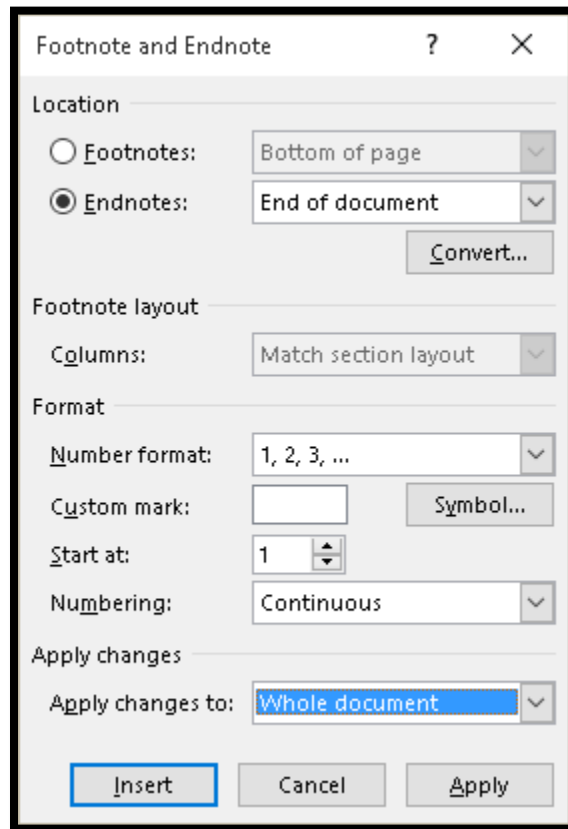 Footnote and Endnote ? ×
Location
Footnotes: Bottom of page
Endnotes: End of document
Convert...
Footnote layout
Columns: Match section layout
Format
Number format: 1, 2, 3, ...
Custom mark: Symbol...
Start at: 1
Numbering: Continuous
Apply changes
Apply changes to: Whole document
Insert Cancel Apply